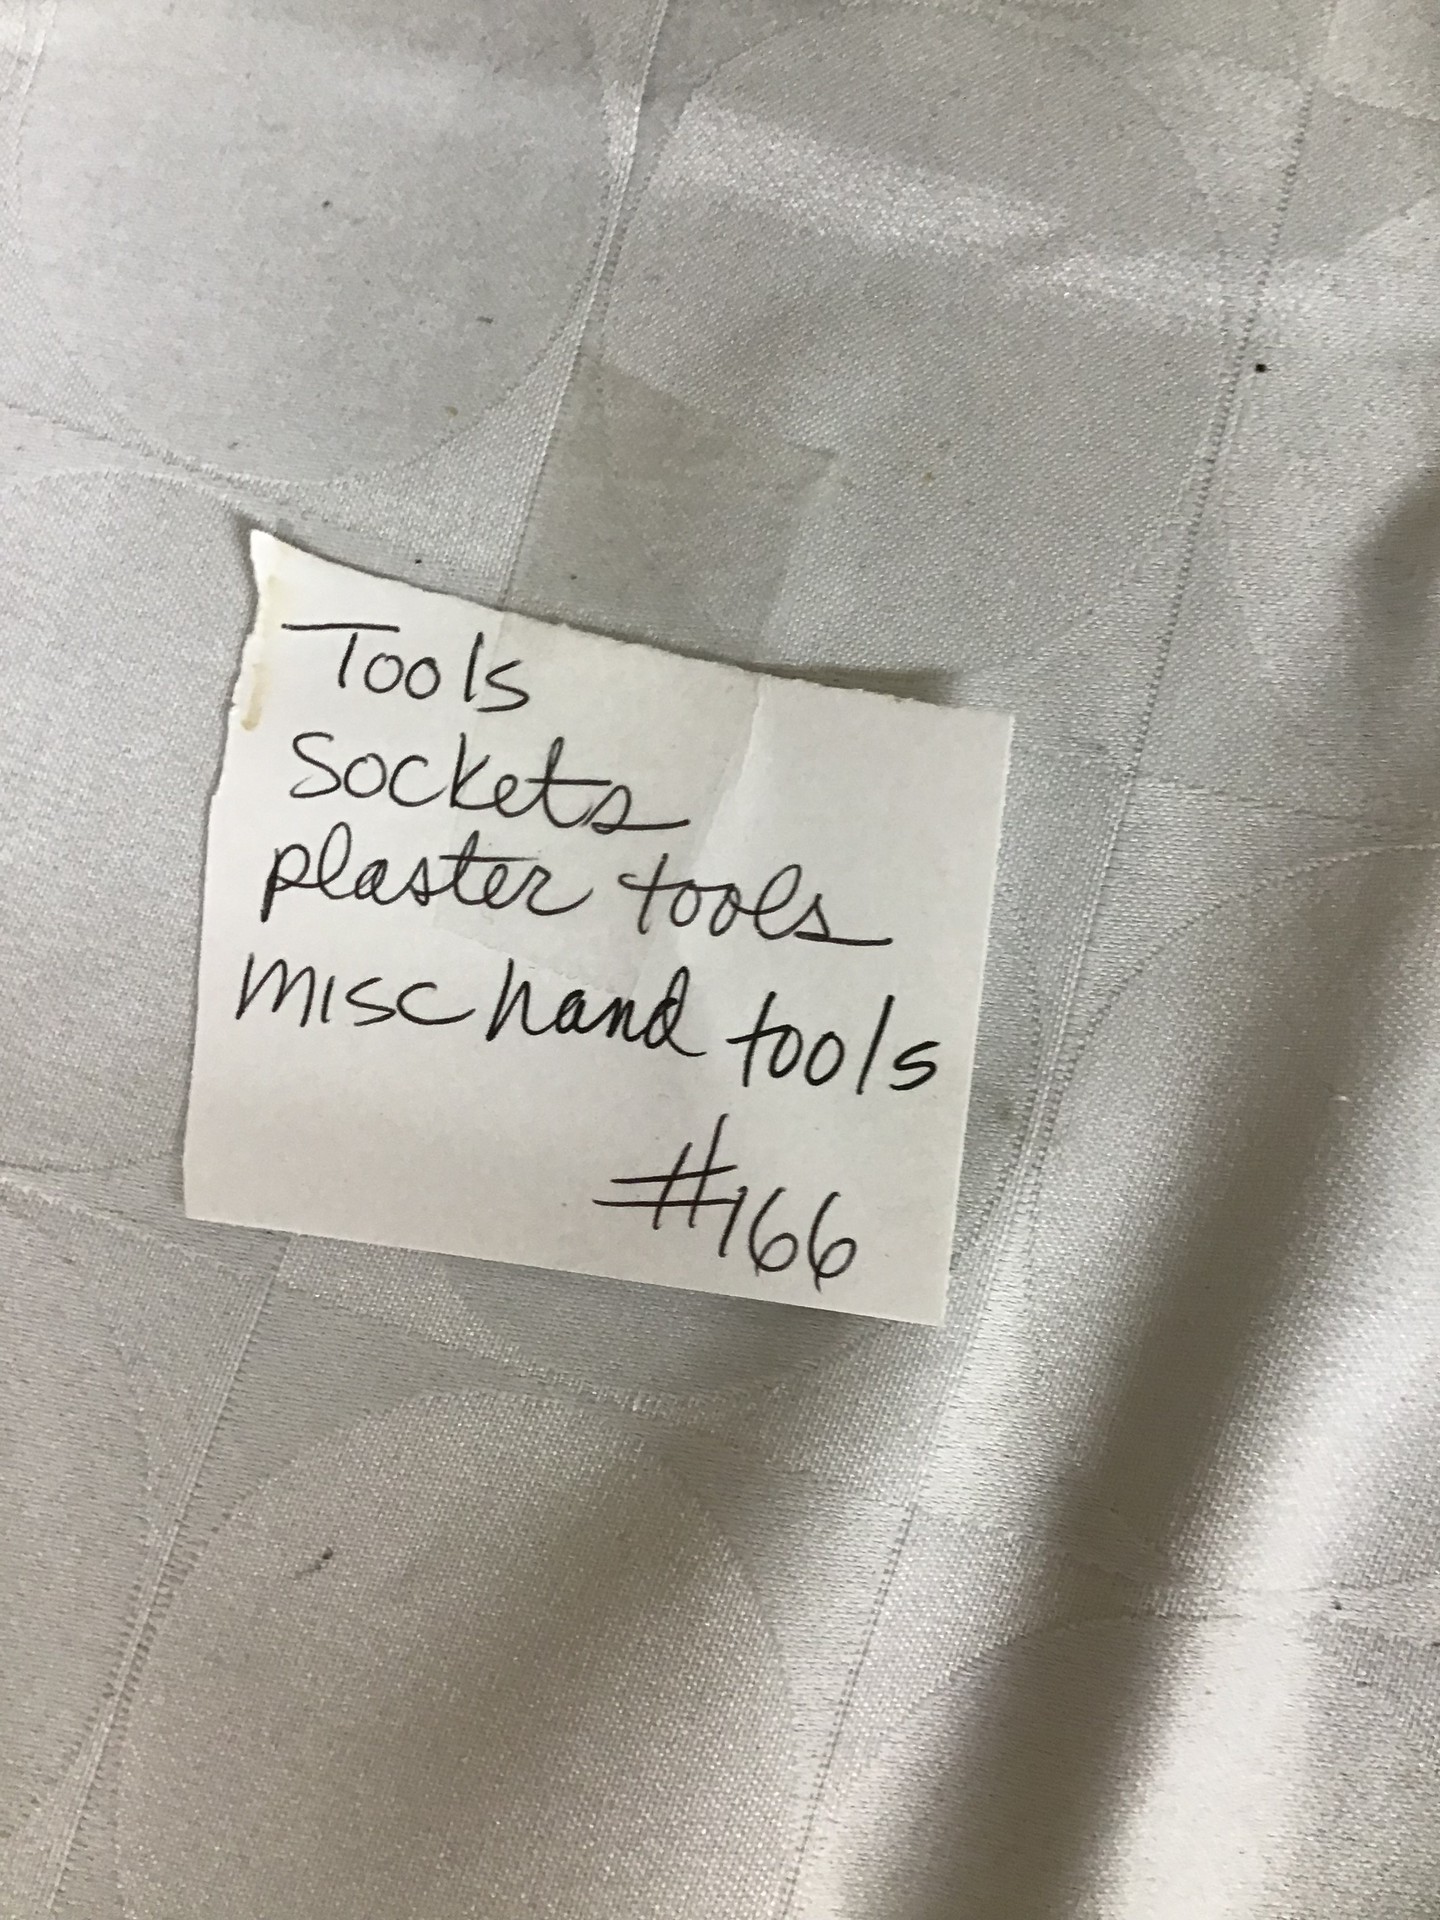 Tools
Sockets
plaster tools
misc hand tools
#166